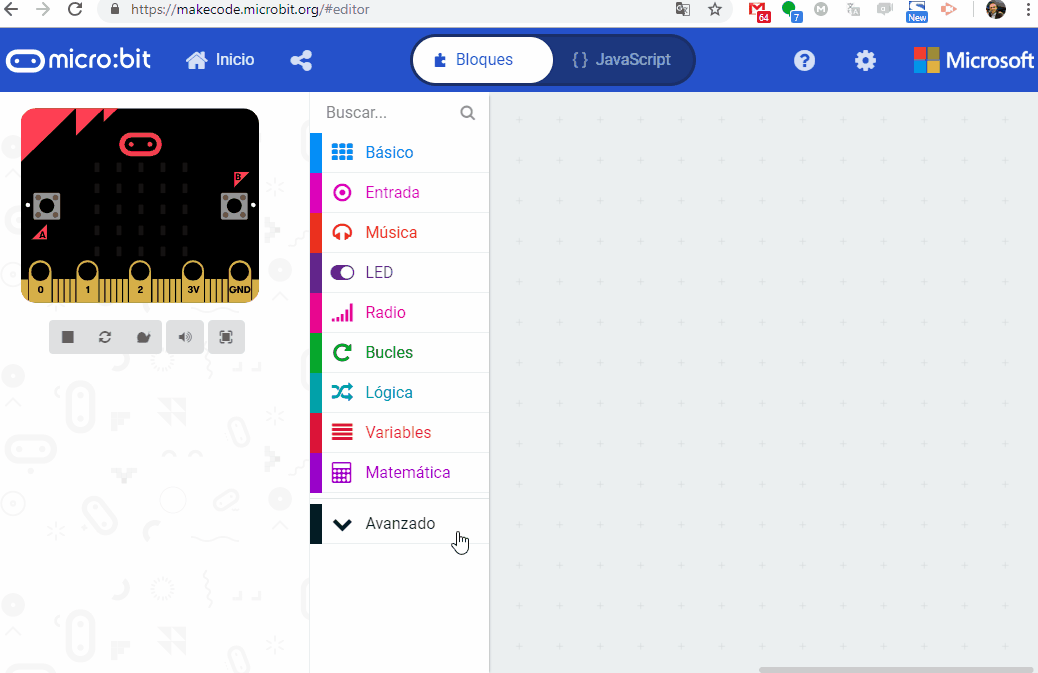 https://makecode.microbit.org/#editor
64
7
New
micro:bit
Inicio
Bloques
{ } JavaScript
?
Microsoft
Buscar...
Básico
Entrada
Música
LED
Radio
Bucles
Lógica
Variables
Matemática
Avanzado
B
A
0 1 2 3V GND